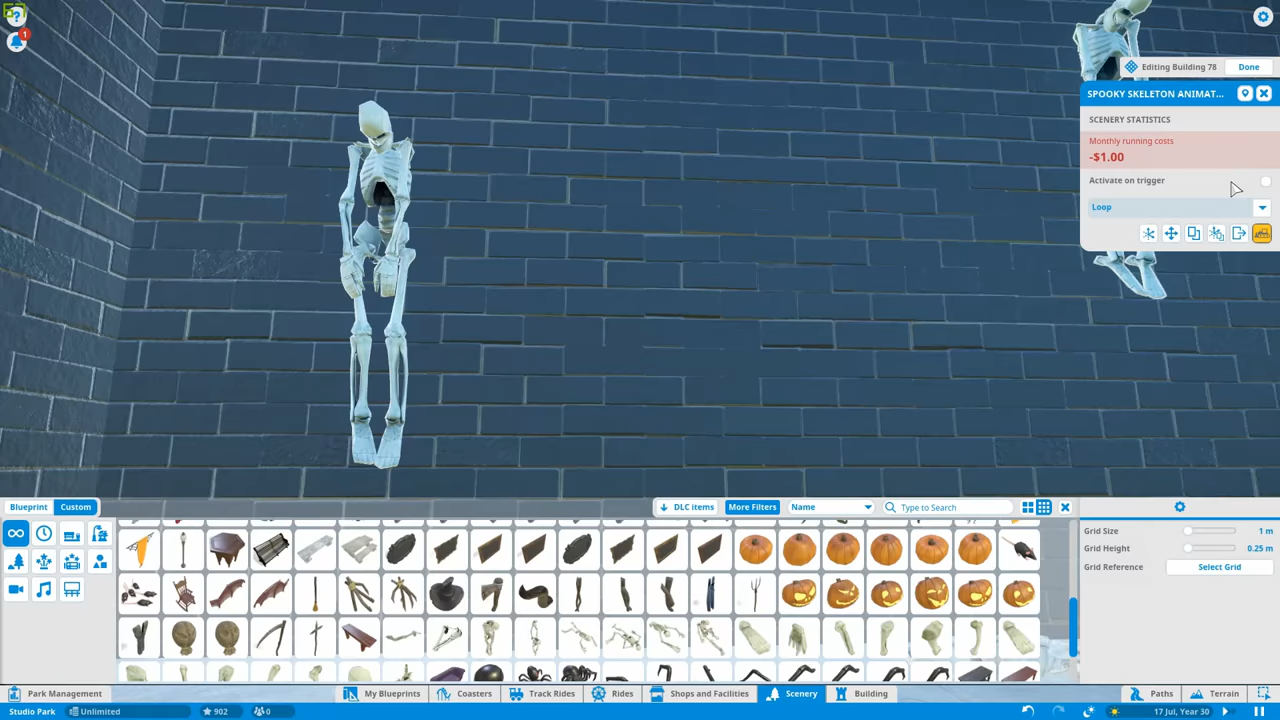 ?
1
Editing Building 78
Done
SPOOKY SKELETON ANIMAT...
SCENERY STATISTICS
Monthly running costs
-$1.00
Activate on trigger
Loop
Blueprint
Custom
DLC items
More Filters
Name
Type to Search
Grid Size
1 m
Grid Height
0.25 m
Grid Reference
Select Grid
Park Management
My Blueprints
Coasters
Track Rides
Rides
Shops and Facilities
Scenery
Building
Paths
Terrain
Studio Park
Unlimited
902
0
17 Jul, Year 30